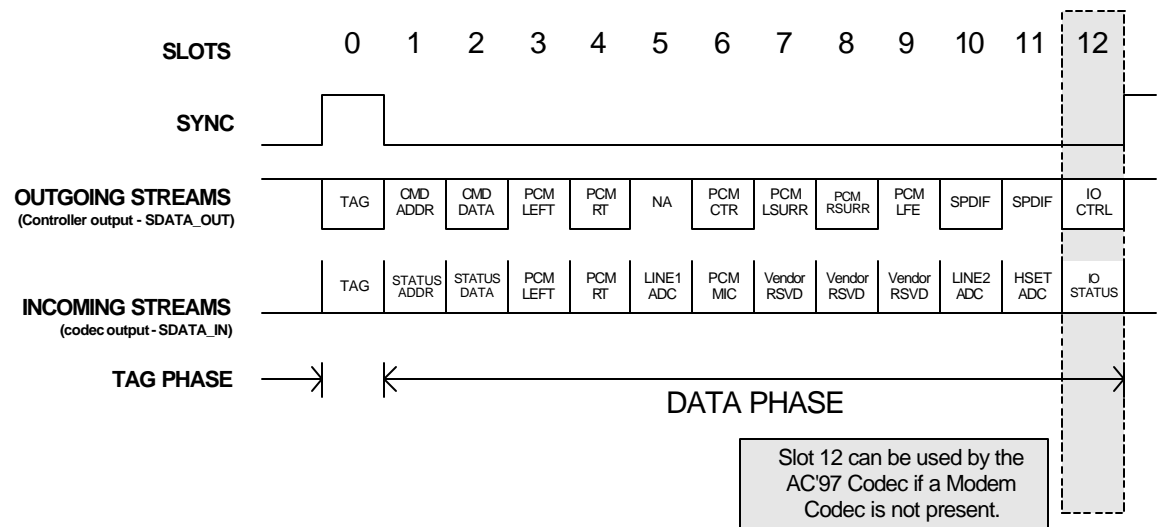 SLOTS 0 1 2 3 4 5 6 7 8 9 10 11 12
SYNC
OUTGOING STREAMS
(Controller output - SDATA_OUT)
TAG
CMD
ADDR
CMD
DATA
PCM
LEFT
PCM
RT
NA
PCM
CTR
PCM
LSURR
PCM
RSURR
PCM
LFE
SPDIF
SPDIF
IO
CTRL
INCOMING STREAMS
(codec output - SDATA_IN)
TAG
STATUS
ADDR
STATUS
DATA
PCM
LEFT
PCM
RT
LINE1
ADC
PCM
MIC
Vendor
RSVD
Vendor
RSVD
Vendor
RSVD
LINE2
ADC
HSET
ADC
IO
STATUS
TAG PHASE
DATA PHASE
Slot 12 can be used by the
AC'97 Codec if a Modem
Codec is not present.